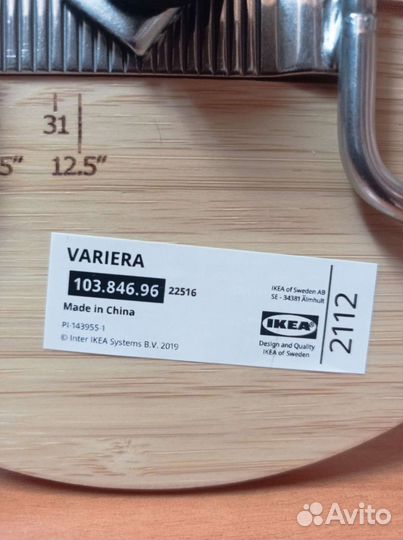 31
5" 12.5"
VARIERA
103.846.96 22516
Made in China
PI-143955-1
© Inter IKEA Systems B.V. 2019
IKEA of Sweden AB
SE - 34381 Älmhult
IKEA
Design and Quality
IKEA of Sweden
2112
Avito